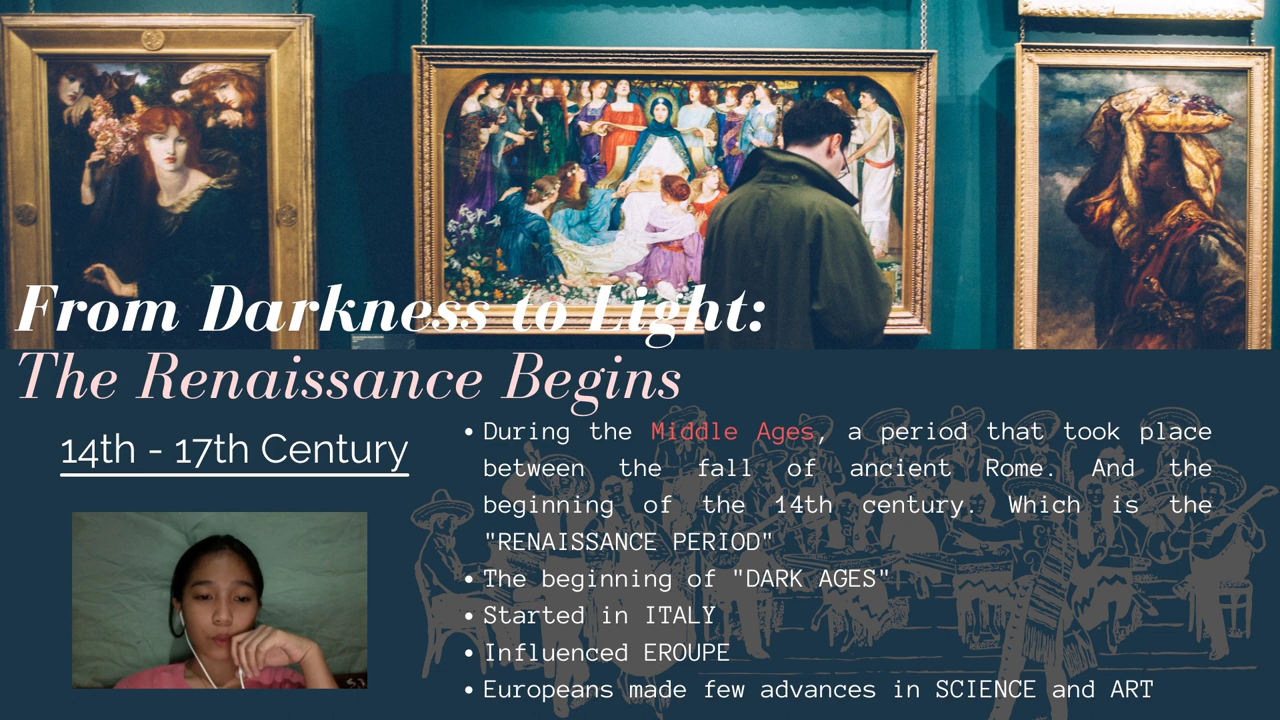 From Darkness to Light:
The Renaissance Begins
14th - 17th Century
• During the Middle Ages, a period that took place
between the fall of ancient Rome. And the
beginning of the 14th century. Which is the
"RENAISSANCE PERIOD"
• The beginning of "DARK AGES"
• Started in ITALY
• Influenced EROUPE
• Europeans made few advances in SCIENCE and ART